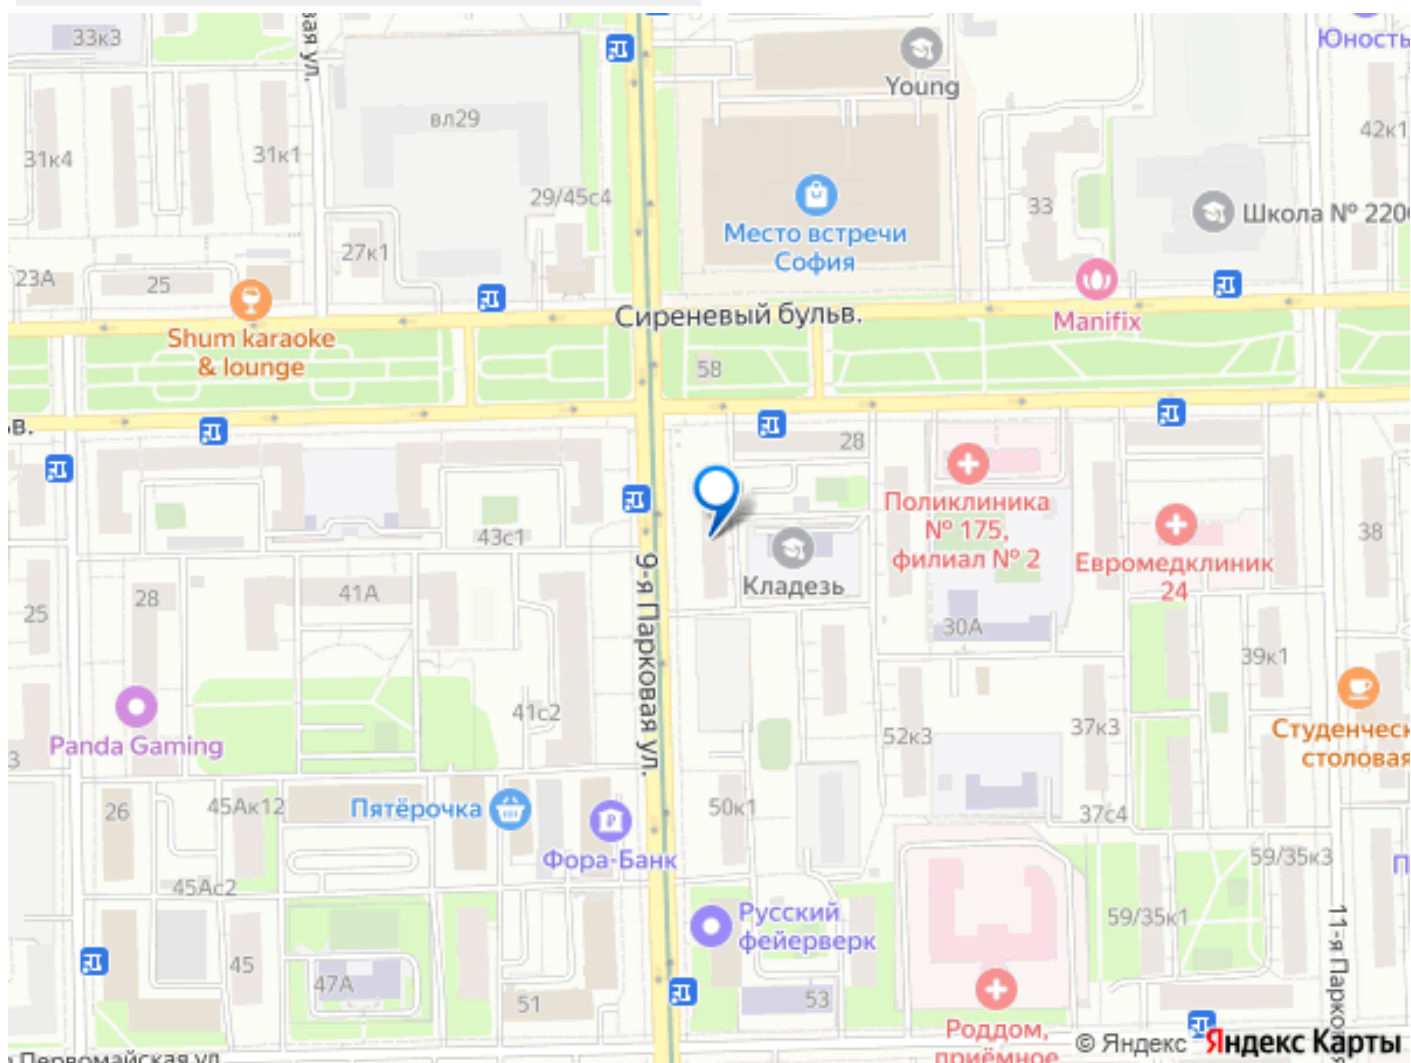 33к3
вая ул.
Young
Юность
вл29
42к1
31к4
31к1
29/45с4
33
Школа № 220
Место встречи
София
27к1
23А
25
Сиреневый бульв.
Manifix
Shum karaoke
& lounge
58
в.
28
Поликлиника
№ 175,
филиал № 2
43с1
38
Евромедклиник
24
Кладезь
9-я Парковая ул.
41А
28
25
30А
39к1
41с2
52к3
37к3
Студенческ
столовая
Panda Gaming
3
26
45Ак12
Пятёрочка
50к1
37с4
Фора-Банк
59/35к3
П
45Ас2
Русский
фейерверк
59/35к1
11-я Парков
45
47А
51
53
Роддом,
приёмное
Первомайская ул.
© Яндекс Яндекс Карты